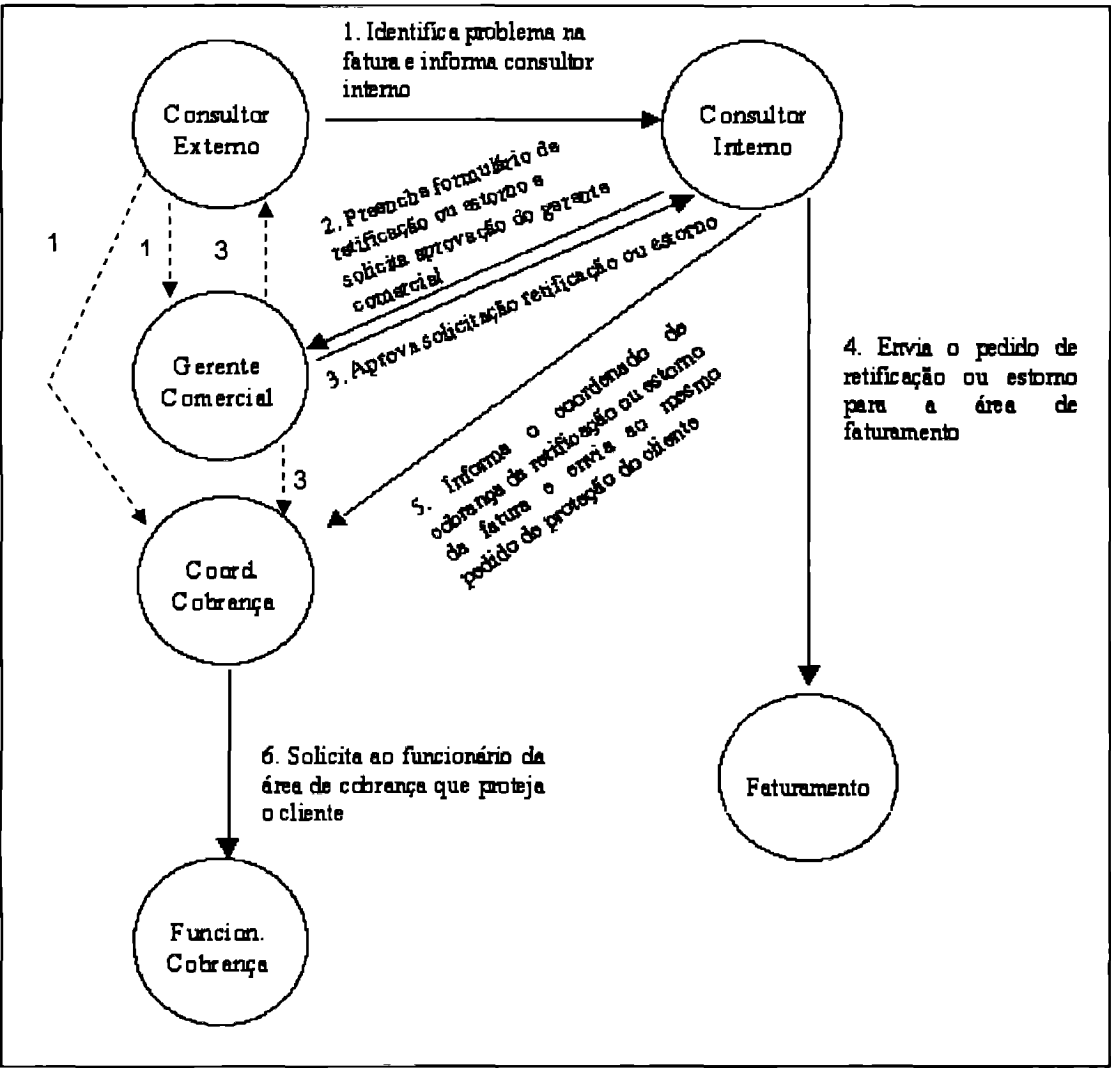 1. Identifica problema na
fatura e informa consultor
interno
Consultor
Externo
Consultor
Interno
2. Preenche formulário de
retificação ou estorno e
solicita aprovação do gerente
comercial
3. Aprova solicitação retificação ou estorno
1
1
3
Gerente
Comercial
4. Envia o pedido de
retificação ou estorno
para a área de
faturamento
5. Informa o coordenado de
cobrança da retificação ou estorno
da fatura e envia ao mesmo
pedido de proteção do cliente
3
Coord.
Cobrança
6. Solicita ao funcionário da
área de cobrança que proteja
o cliente
Faturamento
Funcion.
Cobrança